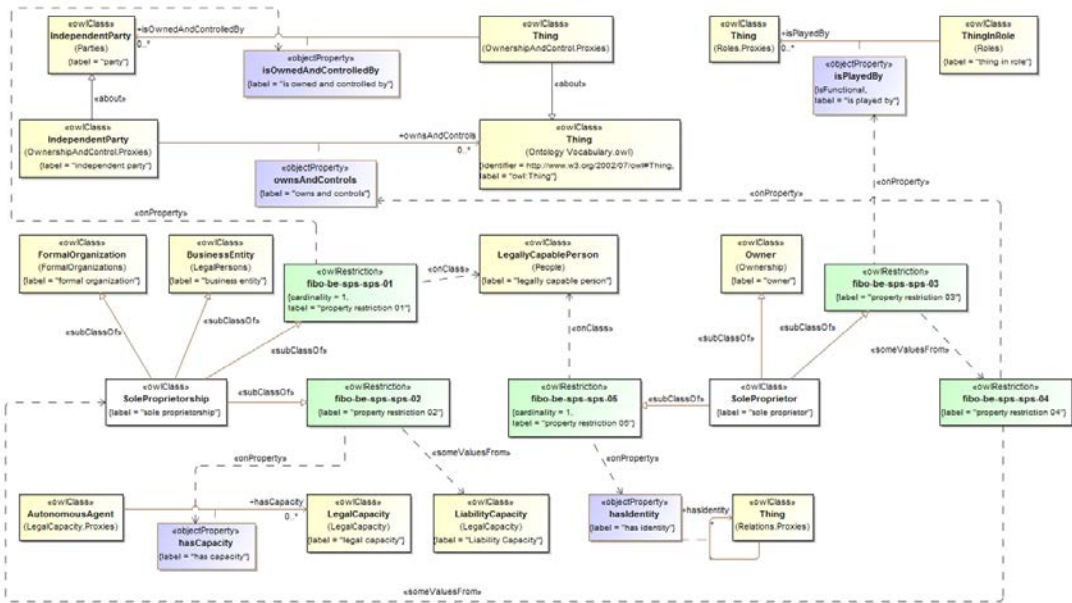 «owlClass»
IndependentParty
(Parties)
{label = "party"}
+isOwnedAndControlledBy
0..*
«objectProperty»
isOwnedAndControlledBy
{label = "is owned and controlled by"}
«owlClass»
Thing
(OwnershipAndControl.Proxies)
«owlClass»
Thing
(Roles.Proxies)
+isPlayedBy
0..*
«owlClass»
ThingInRole
(Roles)
{label = "thing in role"}
«objectProperty»
isPlayedBy
{isFunctional,
label = "is played by"}
«about»
«about»
«owlClass»
IndependentParty
(OwnershipAndControl.Proxies)
{label = "independent party"}
+ownsAndControls
0..*
«owlClass»
Thing
(Ontology Vocabulary.owl)
{identifier = http://www.w3.org/2002/07/owl#Thing,
label = "owl:Thing"}
«objectProperty»
ownsAndControls
{label = "owns and controls"}
«onProperty»
«onProperty»
«onProperty»
«owlClass»
FormalOrganization
(FormalOrganizations)
{label = "formal organization"}
«owlClass»
BusinessEntity
(LegalPersons)
{label = "business entity"}
«owlRestriction»
fibo-be-sps-sps-01
{cardinality = 1,
label = "property restriction 01"}
«onClass»
«owlClass»
LegallyCapablePerson
(People)
{label = "legally capable person"}
«owlClass»
Owner
(Ownership)
{label = "owner"}
«owlRestriction»
fibo-be-sps-sps-03
{label = "property restriction 03"}
«subClassOf»
«subClassOf»
«subClassOf»
«onClass»
«subClassOf»
«subClassOf»
«someValuesFrom»
«owlClass»
SoleProprietorship
{label = "sole proprietorship"}
«subClassOf»
«owlRestriction»
fibo-be-sps-sps-02
{label = "property restriction 02"}
«owlRestriction»
fibo-be-sps-sps-05
{cardinality = 1,
label = "property restriction 05"}
«subClassOf»
«owlClass»
SoleProprietor
{label = "sole proprietor"}
«owlRestriction»
fibo-be-sps-sps-04
{label = "property restriction 04"}
«onProperty»
«someValuesFrom»
«onProperty»
«owlClass»
AutonomousAgent
(LegalCapacity.Proxies)
+hasCapacity
0..*
«objectProperty»
hasCapacity
{label = "has capacity"}
«owlClass»
LegalCapacity
(LegalCapacity)
{label = "legal capacity"}
«owlClass»
LiabilityCapacity
(LegalCapacity)
{label = "Liability Capacity"}
«objectProperty»
hasIdentity
{label = "has identity"}
+hasIdentity
«owlClass»
Thing
(Relations.Proxies)
«someValuesFrom»